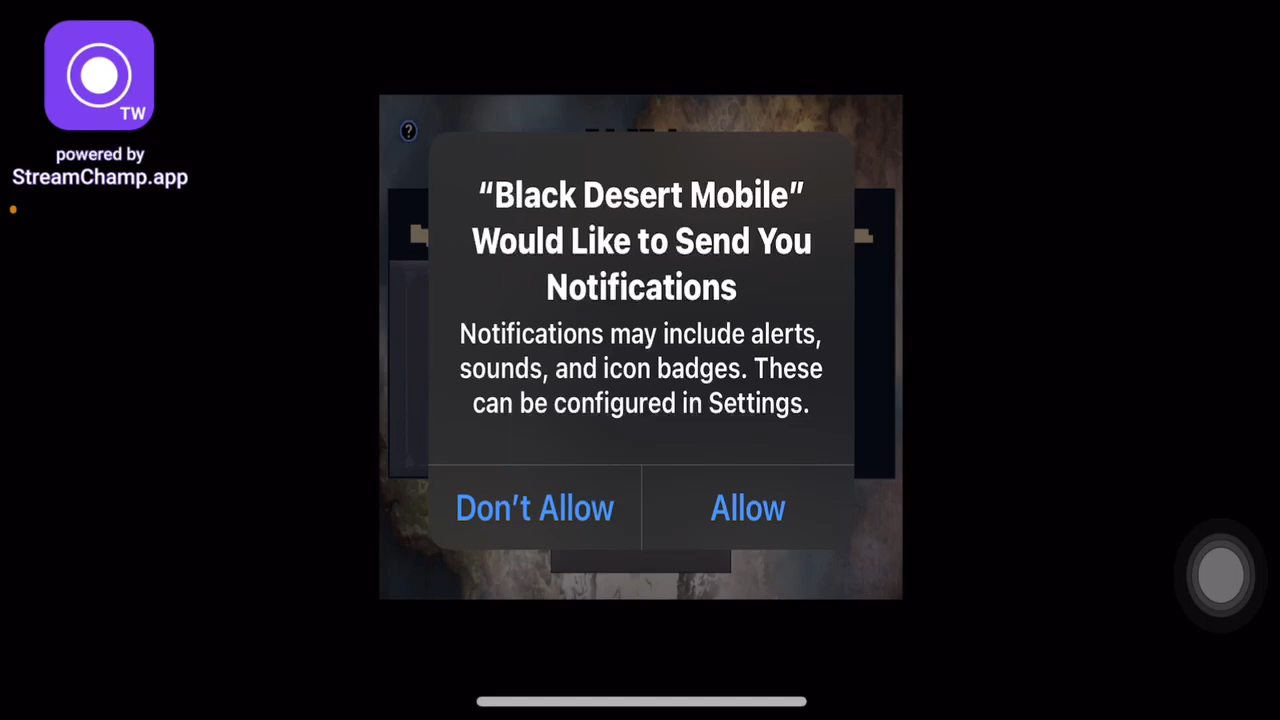 TW
powered by
StreamChamp.app
?
“Black Desert Mobile”
Would Like to Send You
Notifications
Notifications may include alerts,
sounds, and icon badges. These
can be configured in Settings.
Don’t Allow
Allow